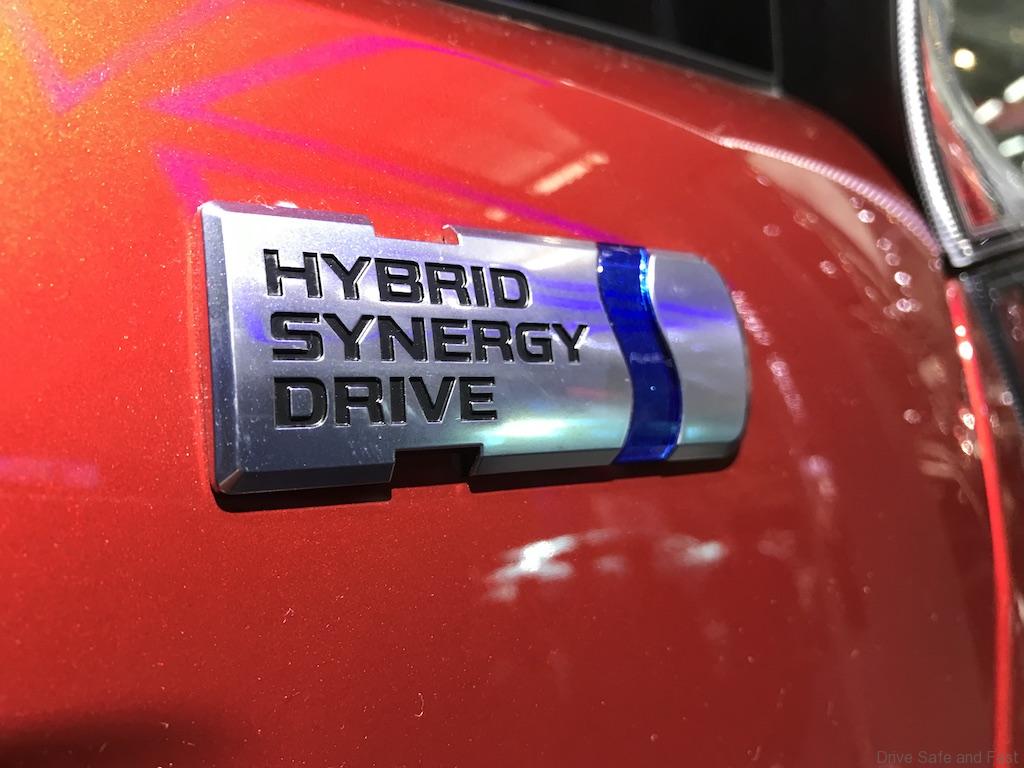 HYBRID
SYNERGY
DRIVE
Drive Safe and Fast